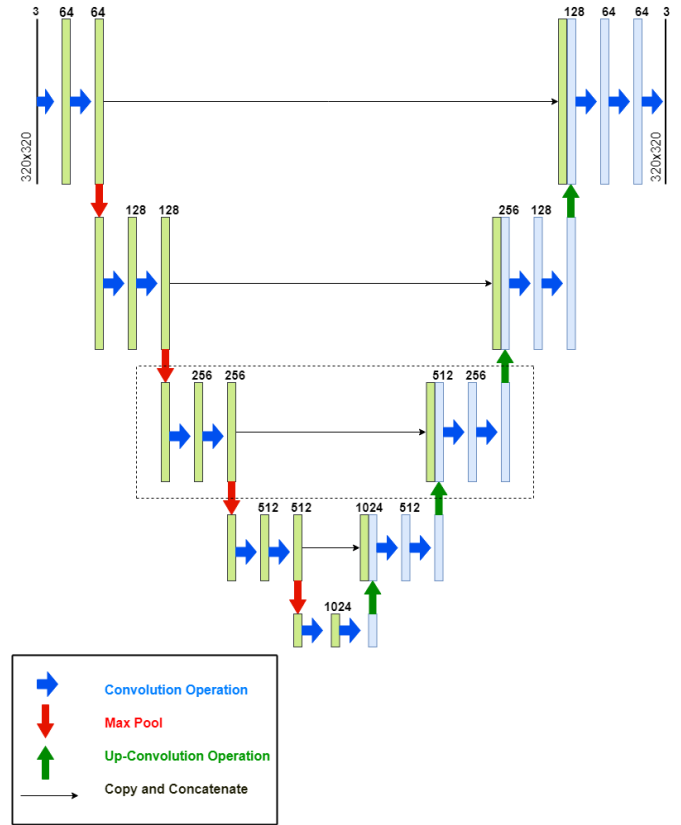 3 64 64 128 64 64 3
320x320 320x320
128 128 256 128
256 256 512 256
512 512 1024 512
1024
Convolution Operation
Max Pool
Up-Convolution Operation
Copy and Concatenate